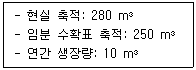 - 현실 축적: 280 m³
- 임분 수확표 축적: 250 m³
- 연간 생장량: 10 m³